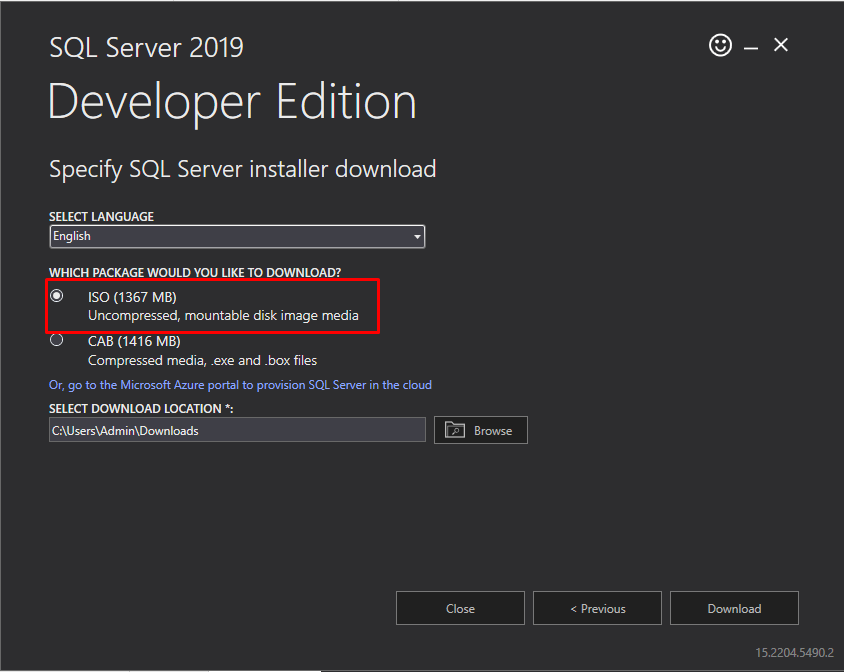 SQL Server 2019
Developer Edition
Specify SQL Server installer download
SELECT LANGUAGE
English
WHICH PACKAGE WOULD YOU LIKE TO DOWNLOAD?
ISO (1367 MB)
Uncompressed, mountable disk image media
CAB (1416 MB)
Compressed media, .exe and .box files
Or, go to the Microsoft Azure portal to provision SQL Server in the cloud
SELECT DOWNLOAD LOCATION *:
C:\Users\Admin\Downloads
Browse
Close
< Previous
Download
15.2204.5490.2